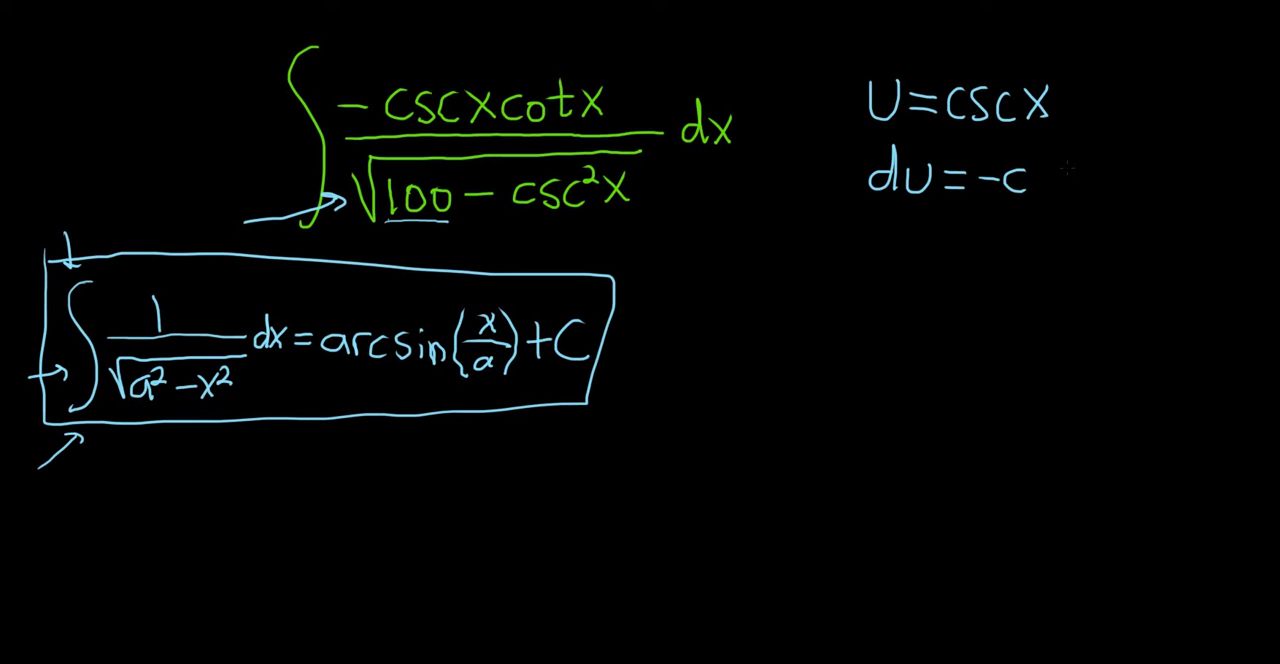 ∫ -cscxcotx / √(100 - csc²x) dx
U = cscx
du = -c
∫ 1 / √(a² - x²) dx = arcsin(x/a) + C